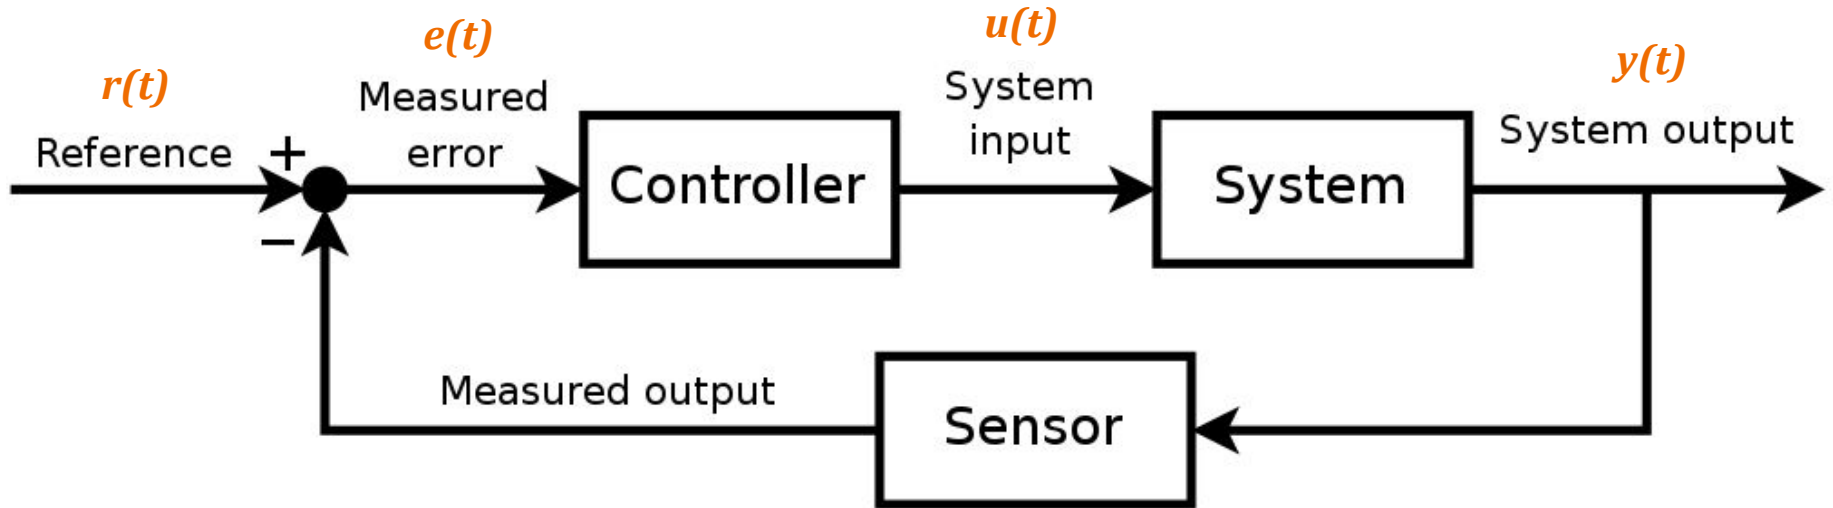 r(t)
Reference
+
−
e(t)
Measured
error
Controller
u(t)
System
input
System
y(t)
System output
Measured output
Sensor